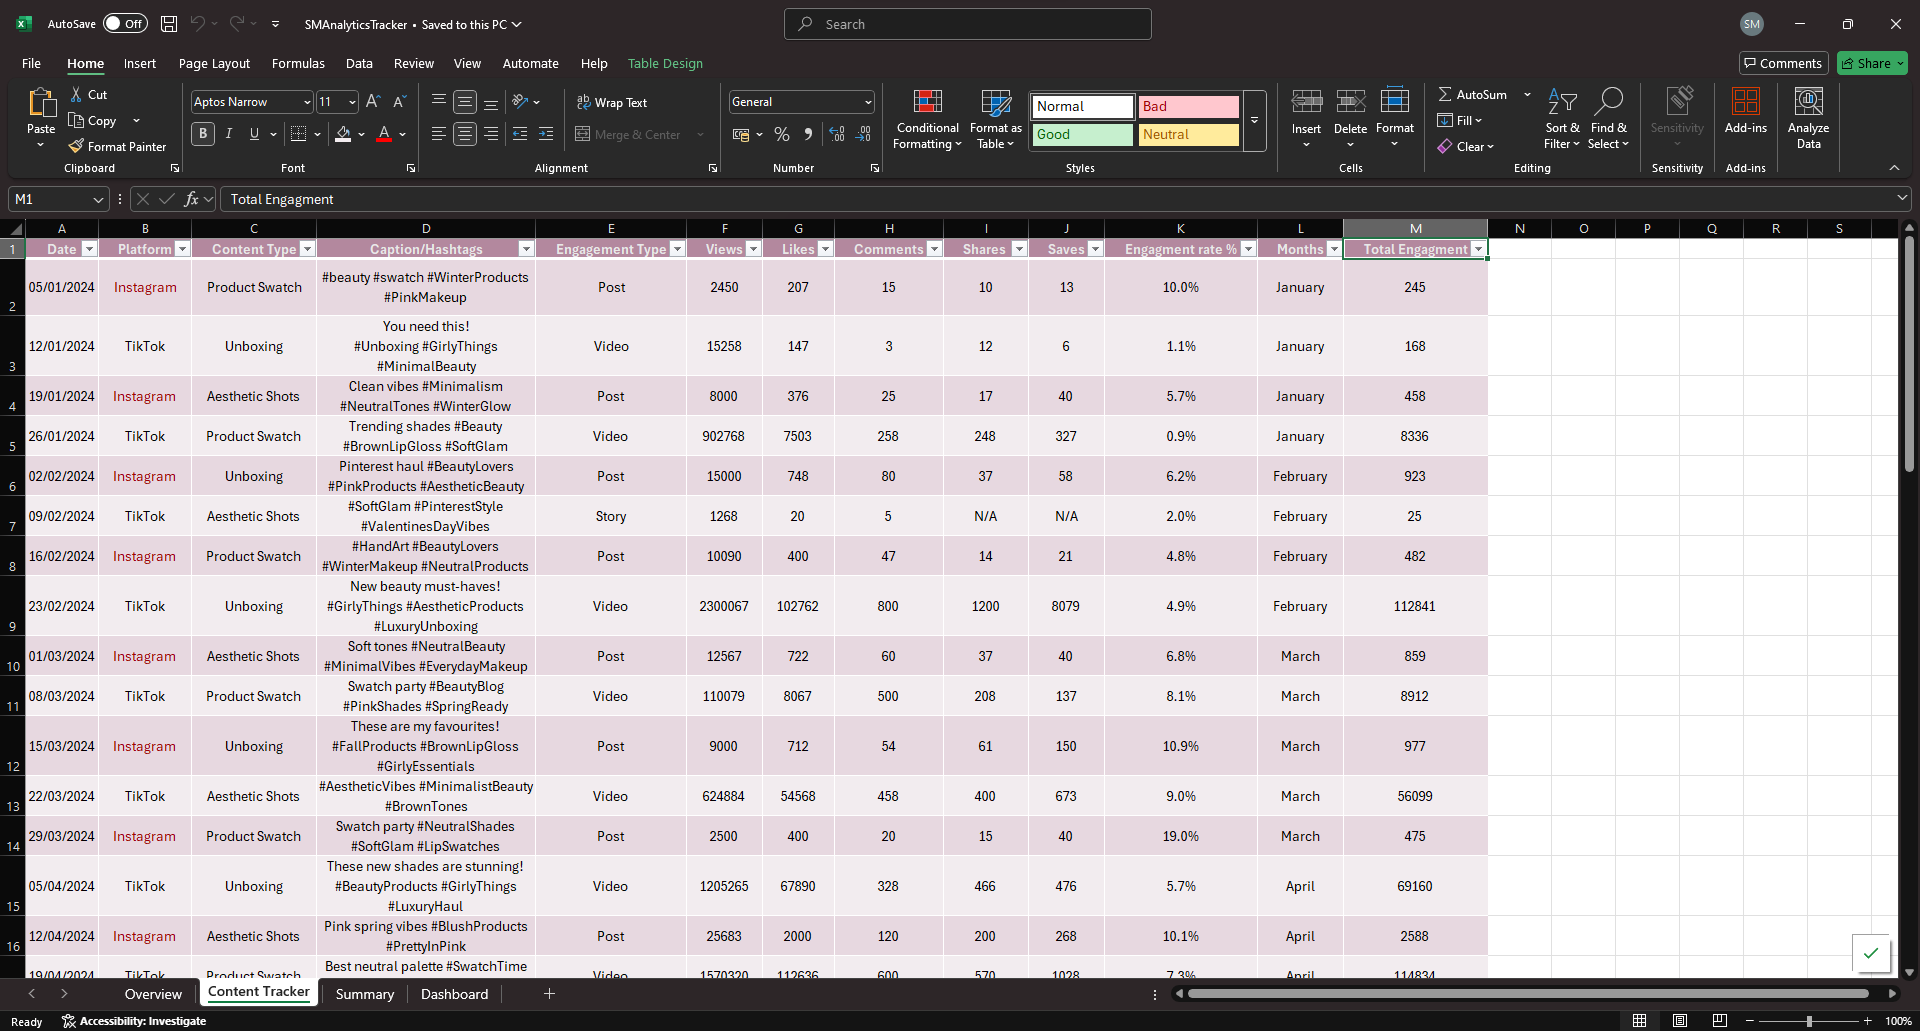 AutoSave Off SMAnalyticsTracker • Saved to this PC Search SM
File Home Insert Page Layout Formulas Data Review View Automate Help Table Design Comments Share
Paste Cut Copy Format Painter Clipboard
Aptos Narrow 11 B I U A Font
Wrap Text Merge & Center Alignment
General % Number
Conditional Formatting Format as Table Normal Bad Good Neutral Styles
Insert Delete Format Cells
AutoSum Fill Clear Sort & Filter Find & Select Editing
Sensitivity Sensitivity
Add-ins Add-ins
Analyze Data
M1 fx Total Engagment
A B C D E F G H I J K L M N O P Q R S
1 Date Platform Content Type Caption/Hashtags Engagement Type Views Likes Comments Shares Saves Engagment rate % Months Total Engagment
2 05/01/2024 Instagram Product Swatch #beauty #swatch #WinterProducts #PinkMakeup Post 2450 207 15 10 13 10.0% January 245
3 12/01/2024 TikTok Unboxing You need this! #Unboxing #GirlyThings #MinimalBeauty Video 15258 147 3 12 6 1.1% January 168
4 19/01/2024 Instagram Aesthetic Shots Clean vibes #Minimalism #NeutralTones #WinterGlow Post 8000 376 25 17 40 5.7% January 458
5 26/01/2024 TikTok Product Swatch Trending shades #Beauty #BrownLipGloss #SoftGlam Video 902768 7503 258 248 327 0.9% January 8336
6 02/02/2024 Instagram Unboxing Pinterest haul #BeautyLovers #PinkProducts #AestheticBeauty Post 15000 748 80 37 58 6.2% February 923
7 09/02/2024 TikTok Aesthetic Shots #SoftGlam #PinterestStyle #ValentinesDayVibes Story 1268 20 5 N/A N/A 2.0% February 25
8 16/02/2024 Instagram Product Swatch #HandArt #BeautyLovers #WinterMakeup #NeutralProducts Post 10090 400 47 14 21 4.8% February 482
9 23/02/2024 TikTok Unboxing New beauty must-haves! #GirlyThings #AestheticProducts #LuxuryUnboxing Video 2300067 102762 800 1200 8079 4.9% February 112841
10 01/03/2024 Instagram Aesthetic Shots Soft tones #NeutralBeauty #MinimalVibes #EverydayMakeup Post 12567 722 60 37 40 6.8% March 859
11 08/03/2024 TikTok Product Swatch Swatch party #BeautyBlog #PinkShades #SpringReady Video 110079 8067 500 208 137 8.1% March 8912
12 15/03/2024 Instagram Unboxing These are my favourites! #FallProducts #BrownLipGloss #GirlyEssentials Post 9000 712 54 61 150 10.9% March 977
13 22/03/2024 TikTok Aesthetic Shots #AestheticVibes #MinimalistBeauty #BrownTones Video 624884 54568 458 400 673 9.0% March 56099
14 29/03/2024 Instagram Product Swatch Swatch party #NeutralShades #SoftGlam #LipSwatches Post 2500 400 20 15 40 19.0% March 475
15 05/04/2024 TikTok Unboxing These new shades are stunning! #BeautyProducts #GirlyThings #LuxuryHaul Video 1205265 67890 328 466 476 5.7% April 69160
16 12/04/2024 Instagram Aesthetic Shots Pink spring vibes #BlushProducts #PrettyInPink Post 25683 2000 120 200 268 10.1% April 2588
19/04/2024 TikTok Product Swatch Best neutral palette #SwatchTime Video 1570320 112636 600 570 1028 7.3% April 114834
Overview Content Tracker Summary Dashboard
Ready Accessibility: Investigate 100%